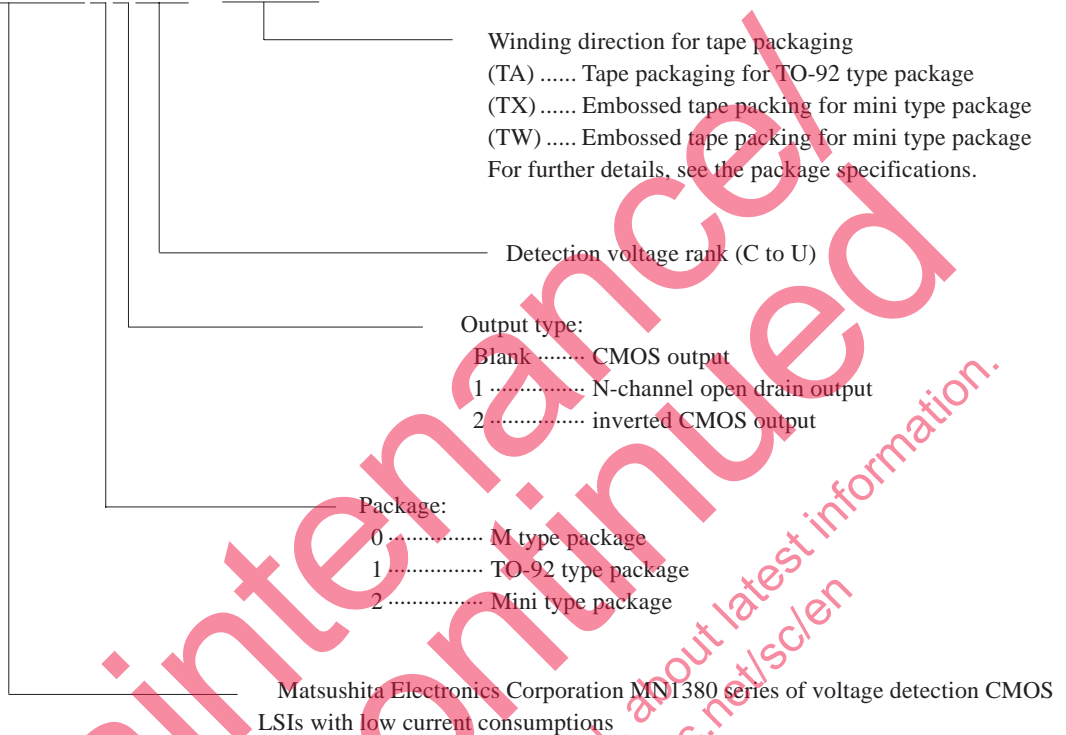 Winding direction for tape packaging
(TA) ...... Tape packaging for TO-92 type package
(TX) ...... Embossed tape packing for mini type package
(TW) ..... Embossed tape packing for mini type package
For further details, see the package specifications.
Detection voltage rank (C to U)
Output type:
Blank ........ CMOS output
1 ............... N-channel open drain output
2 ............... inverted CMOS output
Package:
0 ............... M type package
1 ............... TO-92 type package
2 ............... Mini type package
Matsushita Electronics Corporation MN1380 series of voltage detection CMOS
LSIs with low current consumptions
intenance/
ontinued
about latest information.
c.net/sc/en